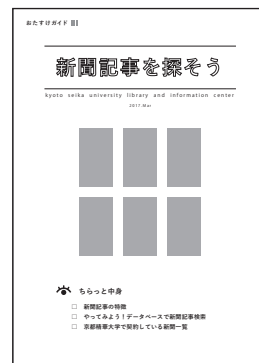 おたすけガイド III
新聞記事を探そう
kyoto seika university library and information center
2017.Mar
ちらっと中身
□ 新聞記事の特徴
□ やってみよう！データベースで新聞記事検索
□ 京都精華大学で契約している新聞一覧